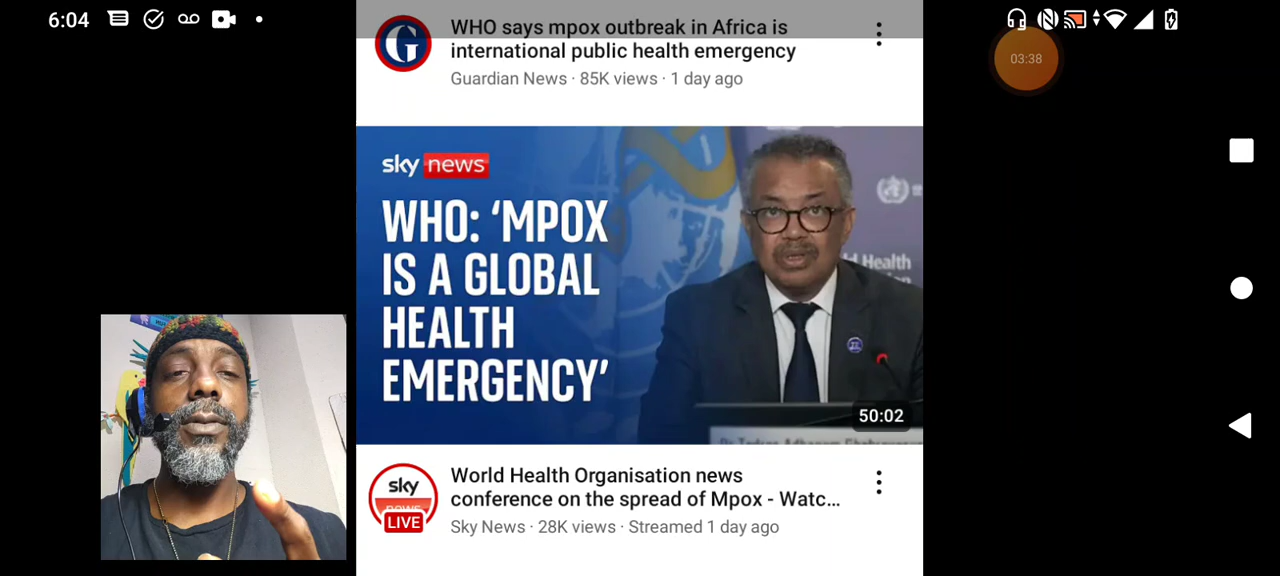 6:04
03:38
WHO says mpox outbreak in Africa is
international public health emergency
Guardian News · 85K views · 1 day ago
sky news
WHO: ‘MPOX
IS A GLOBAL
HEALTH
EMERGENCY’
Health
50:02
sky
news
LIVE
World Health Organisation news
conference on the spread of Mpox - Watc...
Sky News · 28K views · Streamed 1 day ago